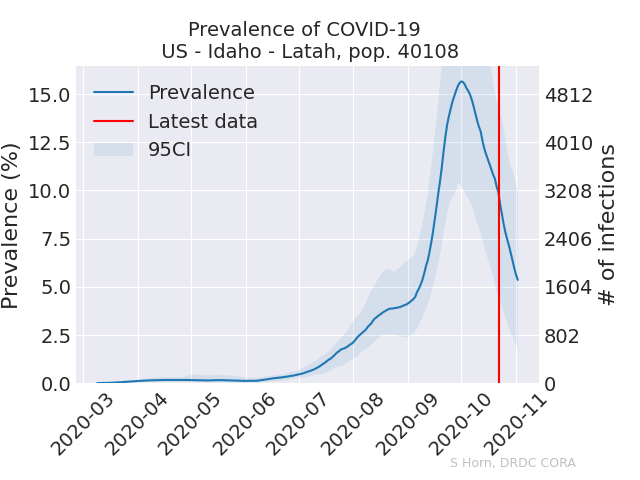 Prevalence of COVID-19
US - Idaho - Latah, pop. 40108
Prevalence (%)
15.0
12.5
10.0
7.5
5.0
2.5
0.0
Prevalence
Latest data
95CI
4812
4010
3208
2406
1604
802
0
# of infections
2020-03
2020-04
2020-05
2020-06
2020-07
2020-08
2020-09
2020-10
2020-11
S Horn, DRDC CORA